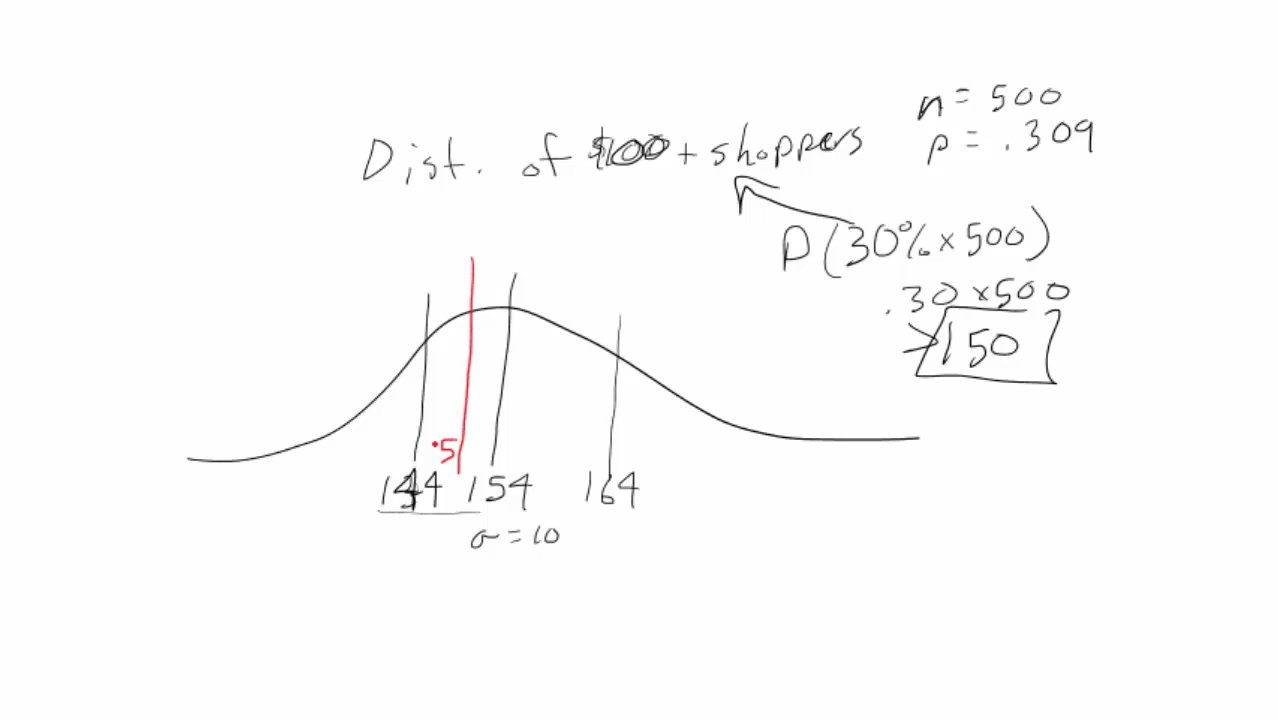 n = 500
p = .309
Dist. of $100 + shoppers
P(30% x 500)
.30 x 500
> 150
.5
144 154 164
σ = 10